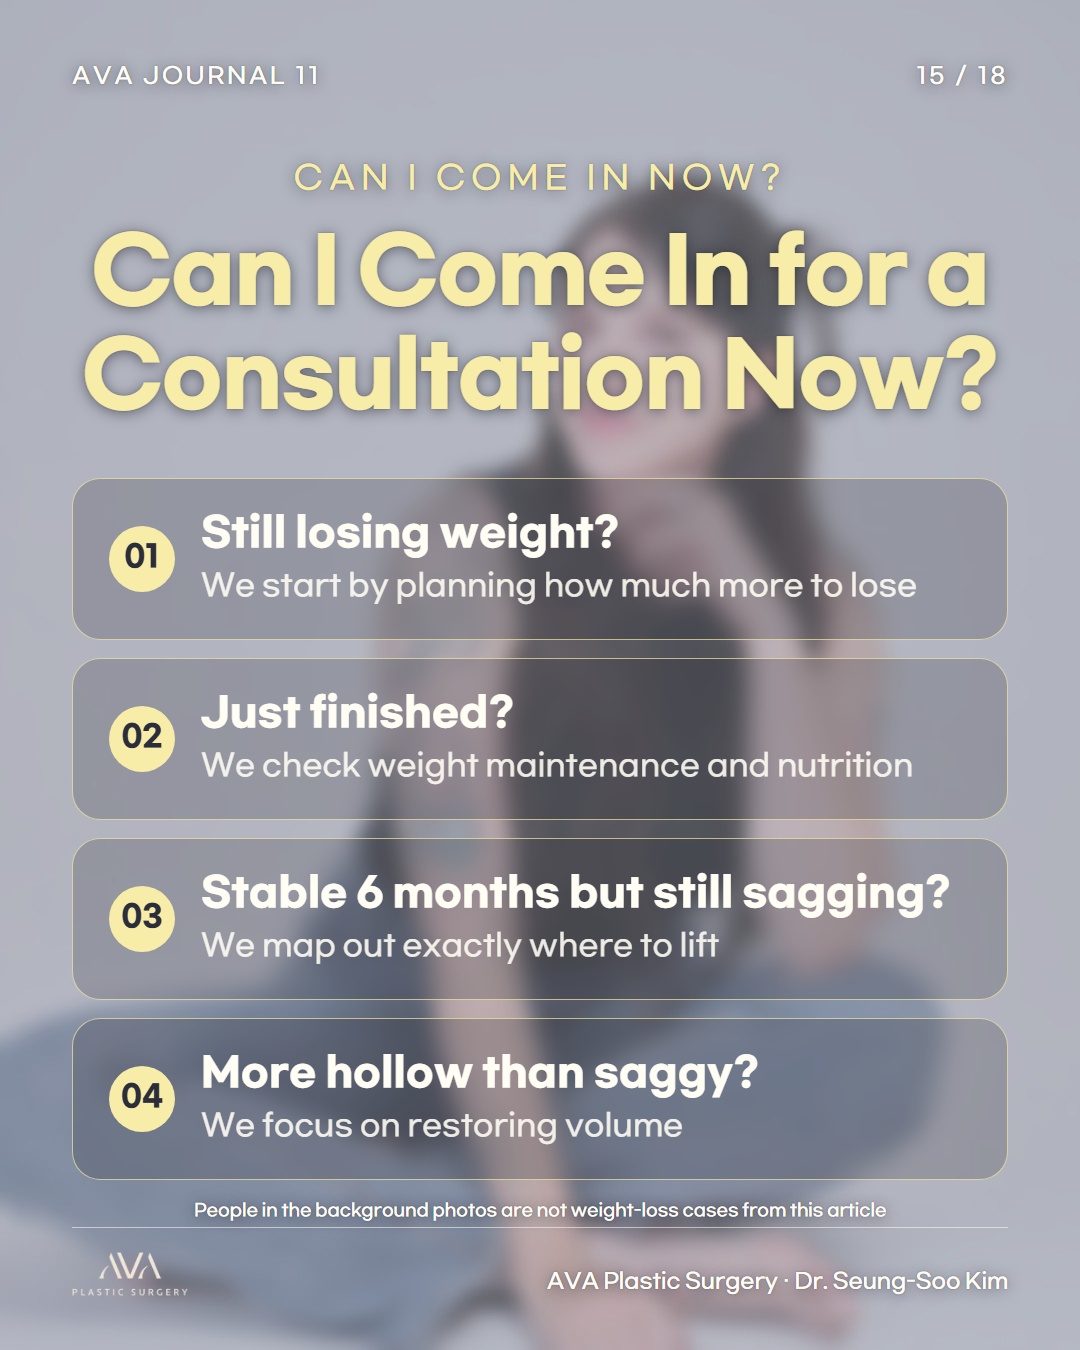 AVA JOURNAL 11
15 / 18
CAN I COME IN NOW?
Can I Come In for a
Consultation Now?
01
Still losing weight?
We start by planning how much more to lose
02
Just finished?
We check weight maintenance and nutrition
03
Stable 6 months but still sagging?
We map out exactly where to lift
04
More hollow than saggy?
We focus on restoring volume
People in the background photos are not weight-loss cases from this article
AVA
PLASTIC SURGERY
AVA Plastic Surgery · Dr. Seung-Soo Kim